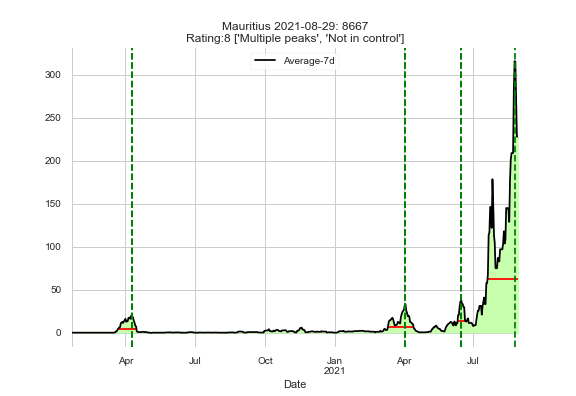 Mauritius 2021-08-29: 8667
Rating:8 ['Multiple peaks', 'Not in control']
Average-7d
300
250
200
150
100
50
0
Apr Jul Oct Jan Apr Jul
2021
Date